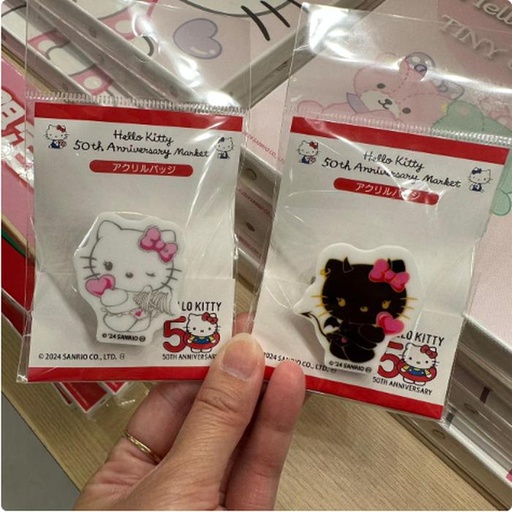 Hello Kitty
50th Anniversary Market
アクリルバッジ
HELLO KITTY
50
50TH ANNIVERSARY
© 2024 SANRIO CO., LTD.
Hello Kitty
50th Anniversary Market
アクリルバッジ
© '24 SANRIO
HELLO KITTY
50
50TH ANNIVERSARY
© 2024 SANRIO CO., LTD.
TINY